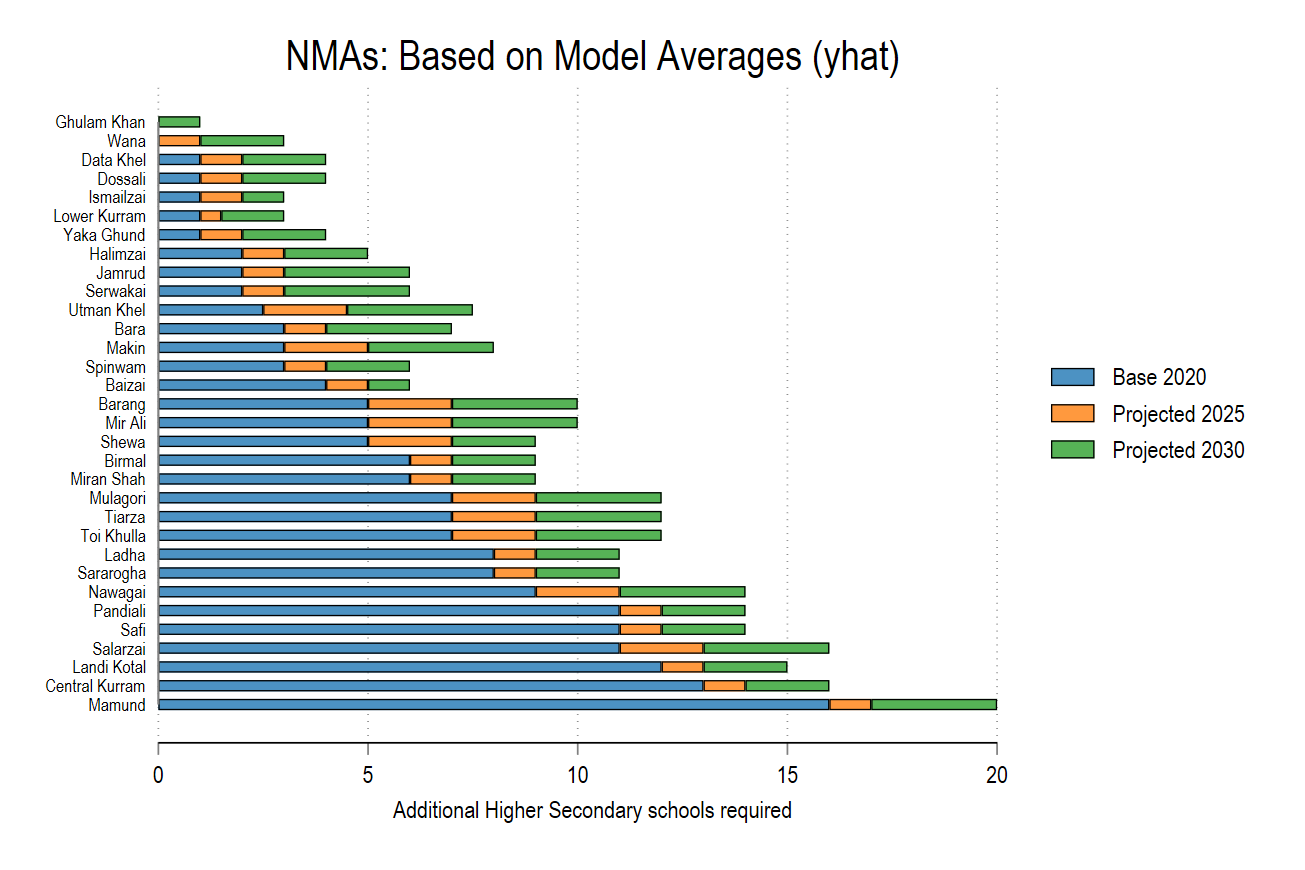 NMAs: Based on Model Averages (yhat)
Ghulam Khan
Wana
Data Khel
Dossali
Ismailzai
Lower Kurram
Yaka Ghund
Halimzai
Jamrud
Serwakai
Utman Khel
Bara
Makin
Spinwam
Baizai
Barang
Mir Ali
Shewa
Birmal
Miran Shah
Mulagori
Tiarza
Toi Khulla
Ladha
Sararogha
Nawagai
Pandiali
Safi
Salarzai
Landi Kotal
Central Kurram
Mamund
0 5 10 15 20
Additional Higher Secondary schools required
Base 2020
Projected 2025
Projected 2030